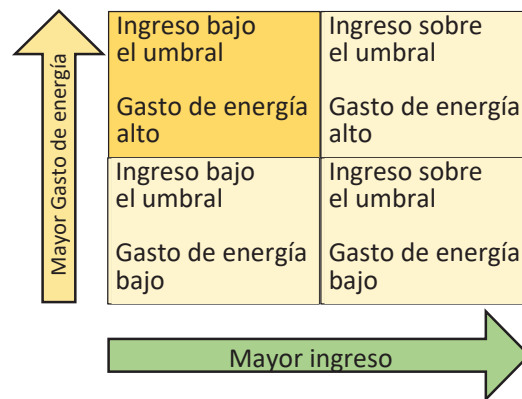 Mayor Gasto de energía
Ingreso bajo
el umbral
Gasto de energía
alto
Ingreso sobre
el umbral
Gasto de energía
alto
Ingreso bajo
el umbral
Gasto de energía
bajo
Ingreso sobre
el umbral
Gasto de energía
bajo
Mayor ingreso